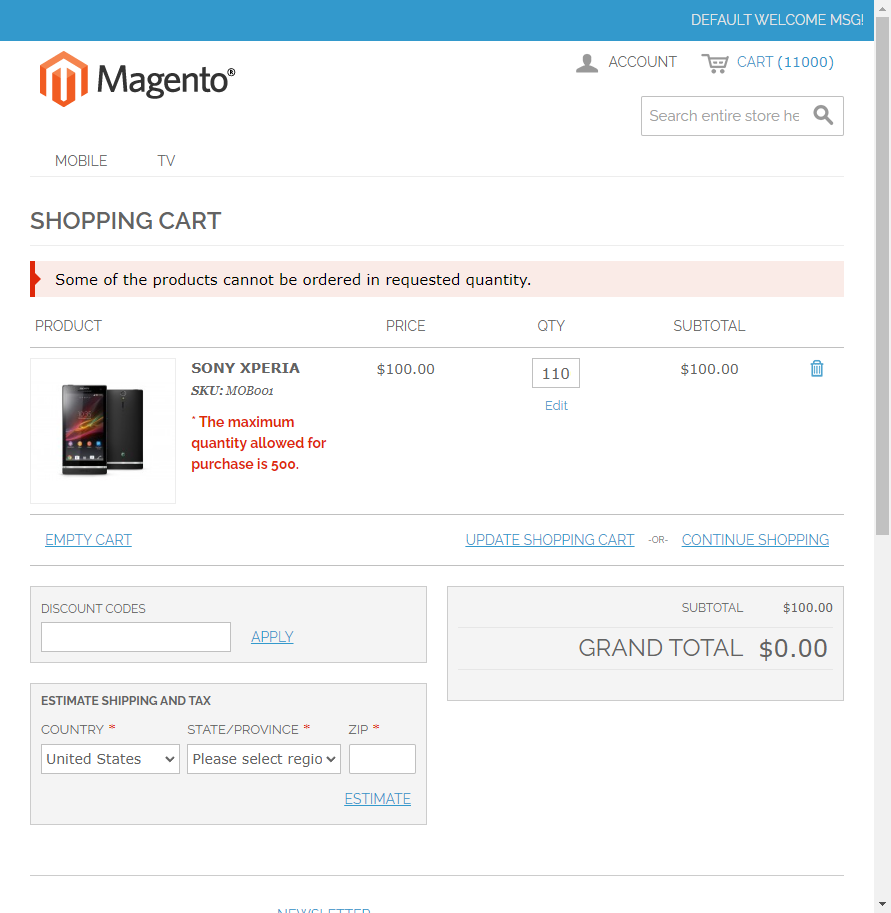 DEFAULT WELCOME MSG!
Magento®
ACCOUNT
CART (11000)
Search entire store he
MOBILE
TV
SHOPPING CART
Some of the products cannot be ordered in requested quantity.
PRODUCT PRICE QTY SUBTOTAL
SONY XPERIA $100.00 110 $100.00
SKU: MOB001
Edit
* The maximum
quantity allowed for
purchase is 500.
EMPTY CART
UPDATE SHOPPING CART -OR- CONTINUE SHOPPING
DISCOUNT CODES
APPLY
SUBTOTAL $100.00
GRAND TOTAL $0.00
ESTIMATE SHIPPING AND TAX
COUNTRY * STATE/PROVINCE * ZIP *
United States Please select regio
ESTIMATE
NEWSLETTER